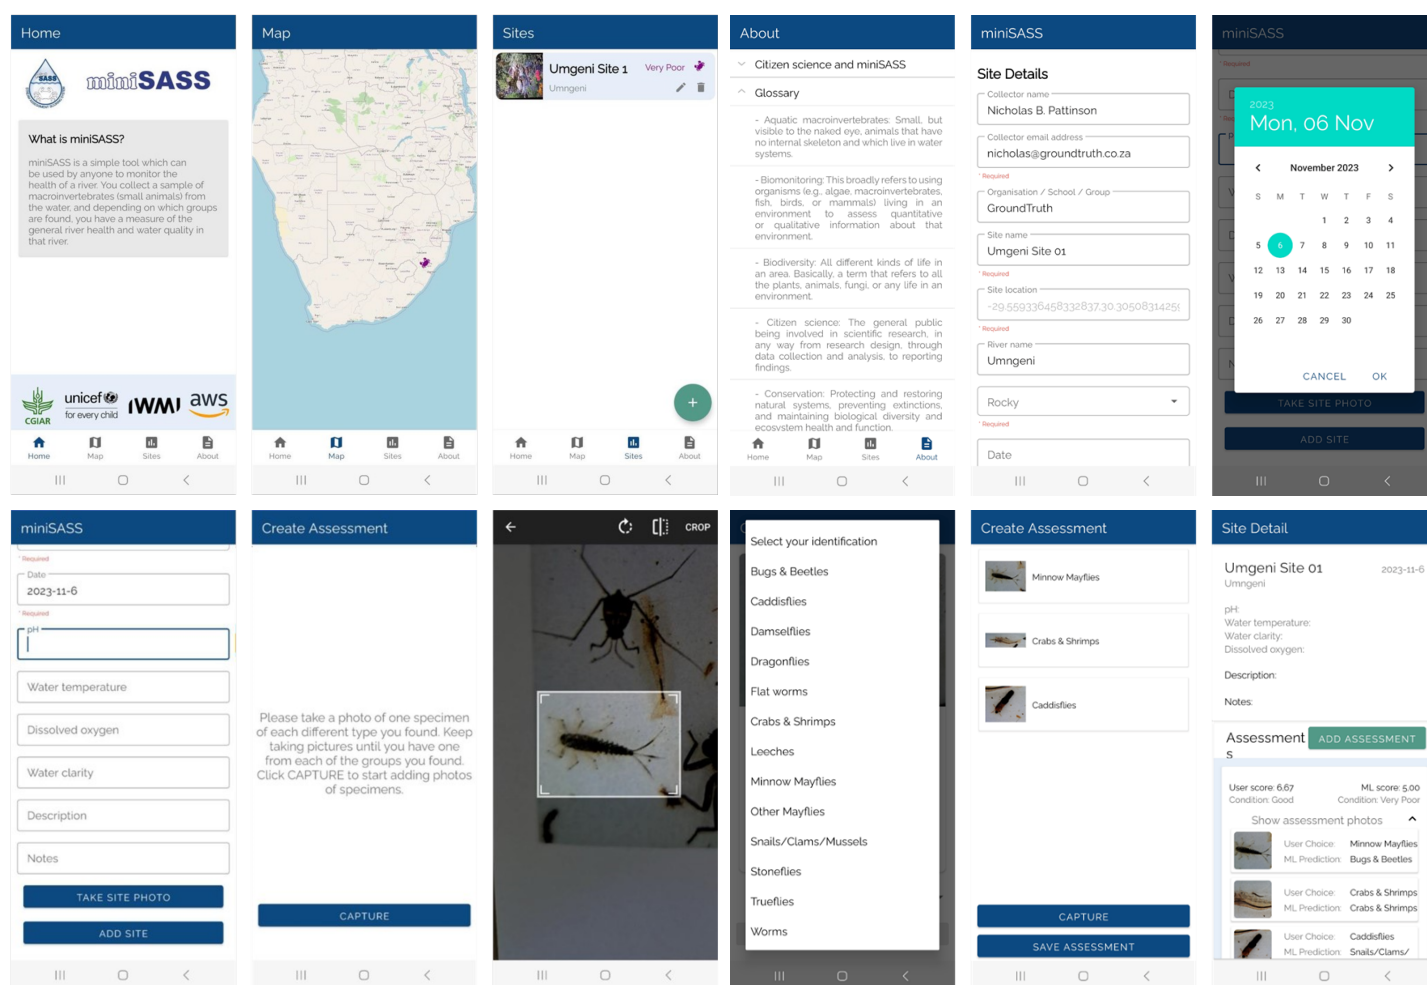 Home
SASS
miniSASS
What is miniSASS?
miniSASS is a simple tool which can
be used by anyone to monitor the
health of a river. You collect a sample of
macroinvertebrates (small animals) from
the water, and depending on which groups
are found, you have a measure of the
general river health and water quality in
that river.
CGIAR
unicef
for every child
IWMI
aws
Home
Map
Sites
About
Map
Home
Map
Sites
About
Sites
Umgeni Site 1
Very Poor
Umngeni
+
Home
Map
Sites
About
About
Citizen science and miniSASS
Glossary
- Aquatic macroinvertebrates: Small, but
visible to the naked eye, animals that have
no internal skeleton and which live in water
systems.
- Biomonitoring: This broadly refers to using
organisms (e.g., algae, macroinvertebrates,
fish, birds, or mammals) living in an
environment to assess quantitative
or qualitative information about that
environment.
- Biodiversity: All different kinds of life in
an area. Basically, a term that refers to all
the plants, animals, fungi, or any life in an
environment.
- Citizen science: The general public
being involved in scientific research, in
any way from research design, through
data collection and analysis, to reporting
findings.
- Conservation: Protecting and restoring
natural systems, preventing extinctions,
and maintaining biological diversity and
ecosystem health and function.
Home
Map
Sites
About
miniSASS
Site Details
Collector name
Nicholas B. Pattinson
Collector email address
nicholas@groundtruth.co.za
* Required
Organisation / School / Group
GroundTruth
Site name
Umgeni Site 01
* Required
Site location
-29.559336458332837,30.3050831425
* Required
River name
Umngeni
Rocky
* Required
Date
miniSASS
* Required
2023
Mon, 06 Nov
November 2023
S M T W T F S
1 2 3 4
5 6 7 8 9 10 11
12 13 14 15 16 17 18
19 20 21 22 23 24 25
26 27 28 29 30
CANCEL
OK
TAKE SITE PHOTO
ADD SITE
miniSASS
* Required
Date
2023-11-6
* Required
pH
Water temperature
Dissolved oxygen
Water clarity
Description
Notes
TAKE SITE PHOTO
ADD SITE
Create Assessment
Please take a photo of one specimen
of each different type you found. Keep
taking pictures until you have one
from each of the groups you found.
Click CAPTURE to start adding photos
of specimens.
CAPTURE
CROP
Select your identification
Bugs & Beetles
Caddisflies
Damselflies
Dragonflies
Flat worms
Crabs & Shrimps
Leeches
Minnow Mayflies
Other Mayflies
Snails/Clams/Mussels
Stoneflies
Trueflies
Worms
Create Assessment
Minnow Mayflies
Crabs & Shrimps
Caddisflies
CAPTURE
SAVE ASSESSMENT
Site Detail
Umgeni Site 01
2023-11-6
Umngeni
pH:
Water temperature:
Water clarity:
Dissolved oxygen:
Description:
Notes:
Assessment
s
ADD ASSESSMENT
User score: 6.67
ML score: 5.00
Condition: Good
Condition: Very Poor
Show assessment photos
User Choice: Minnow Mayflies
ML Prediction: Bugs & Beetles
User Choice: Crabs & Shrimps
ML Prediction: Crabs & Shrimps
User Choice: Caddisflies
ML Prediction: Snails/Clams/